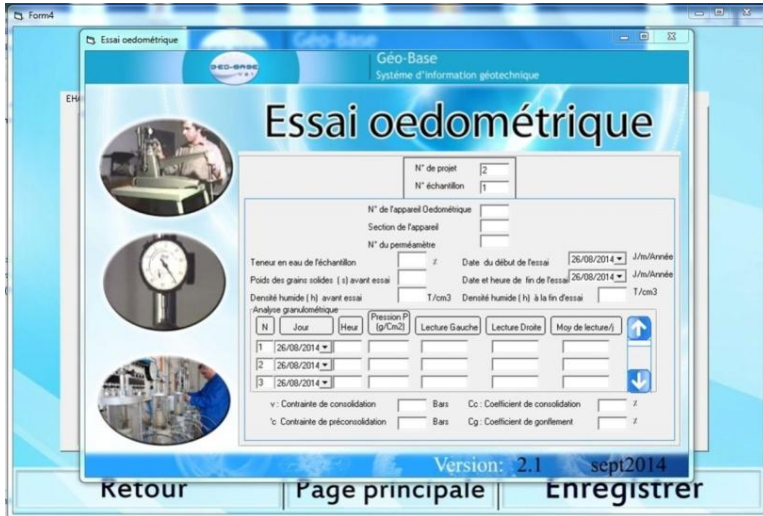 Form4
Essai oedométrique
Géo-Base
GEO-BASE
Géo-Base
Système d'information géotechnique
EH
Essai oedométrique
N° de projet 2
N° échantillon 1
N° de l'appareil Oedométrique
Section de l'appareil
N° du perméamètre
Teneur en eau de l'échantillon % Date du début de l'essai 26/08/2014 J/m/Année
Poids des grains solides ( s ) avant essai Date et heure de fin de l'essai 26/08/2014 J/m/Année
Densité humide ( h ) avant essai T/cm3 Densité humide ( h ) à la fin d'essai T/cm3
Analyse granulométrique
N Jour Heur Pression P (g/Cm2) Lecture Gauche Lecture Droite Moy de lecture/j
1 26/08/2014
2 26/08/2014
3 26/08/2014
v : Contrainte de consolidation Bars Cc : Coefficient de consolidation %
'c Contrainte de préconsolidation Bars Cg : Coefficient de gonflement %
Version: 2.1 sept2014
Retour Page principale Enregistrer